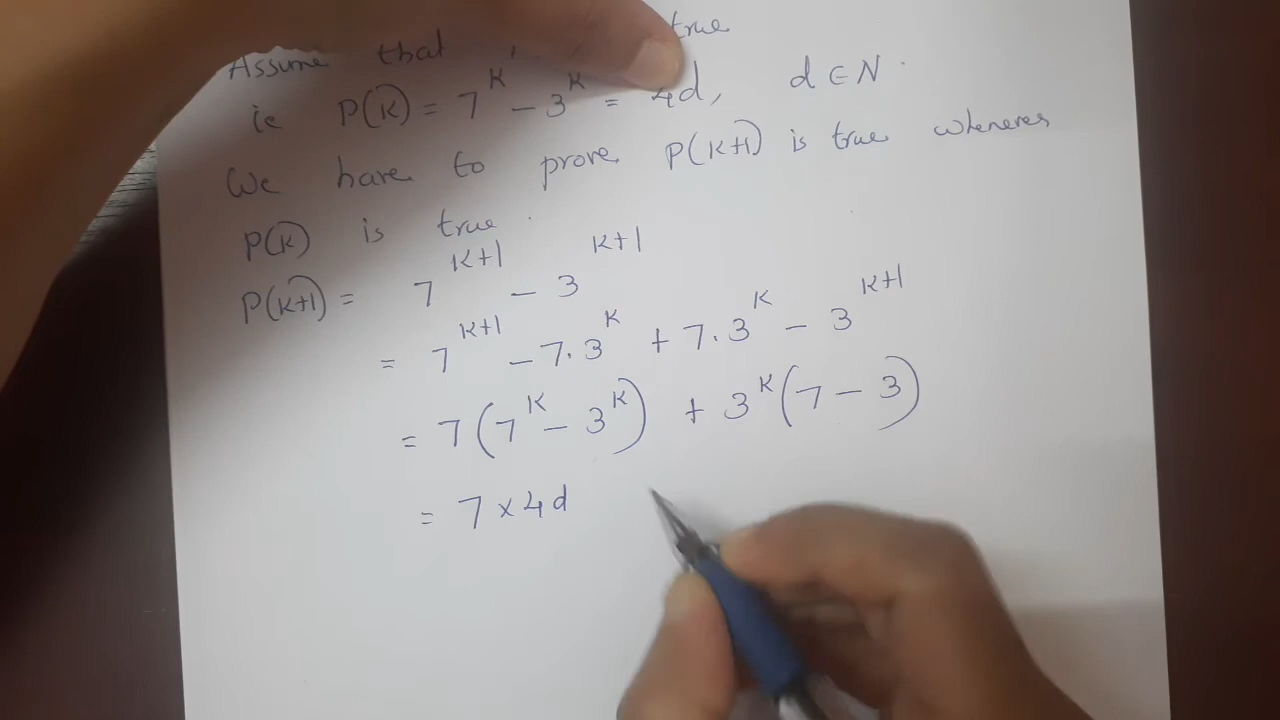 Assume that true
ie P(k) = 7^k - 3^k = 4d, d ∈ N.
We have to prove P(k+1) is true whenever
P(k) is true.
P(k+1) = 7^{k+1} - 3^{k+1}
= 7^{k+1} - 7.3^k + 7.3^k - 3^{k+1}
= 7(7^k - 3^k) + 3^k(7 - 3)
= 7 × 4d